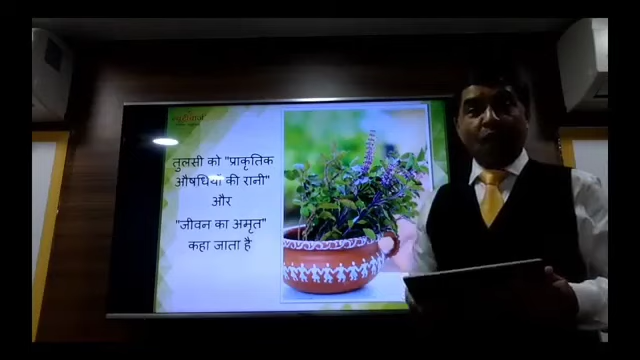 तुलसी को "प्राकृतिक
औषधियों की रानी"
और
"जीवन का अमृत"
कहा जाता है